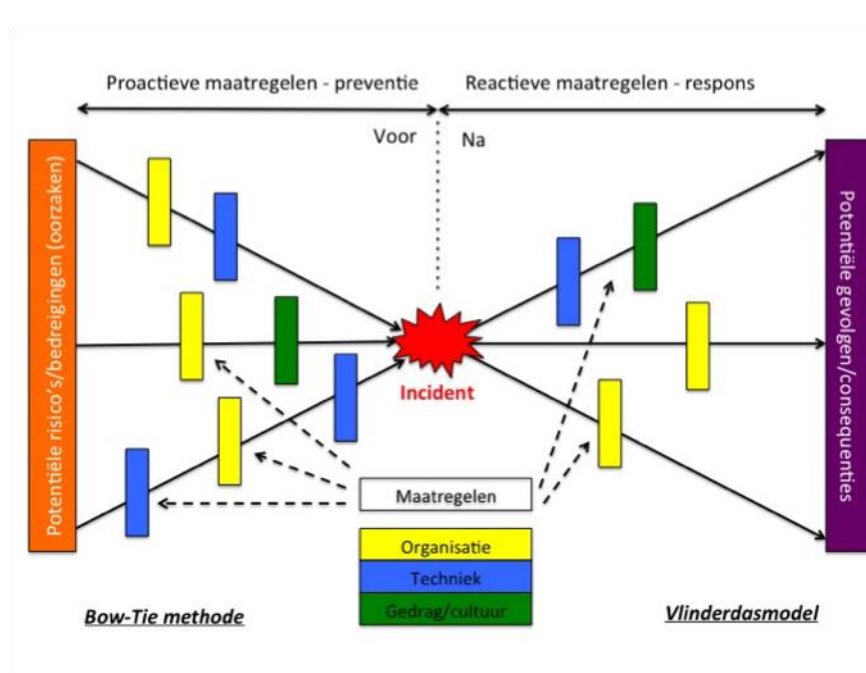 Proactieve maatregelen - preventie
Reactieve maatregelen - respons
Voor
Na
Potentiële risico's/bedreigingen (oorzaken)
Potentiële gevolgen/consequenties
Incident
Maatregelen
Organisatie
Techniek
Gedrag/cultuur
Bow-Tie methode
Vlinderdasmodel